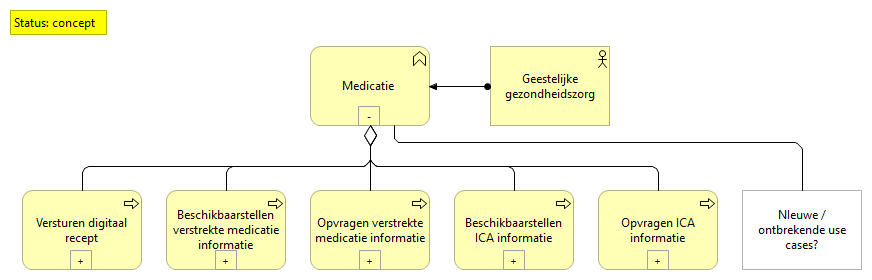 Status: concept
Medicatie
-
Geestelijke
gezondheidszorg
Versturen digitaal
recept
+
Beschikbaarstellen
verstrekte medicatie
informatie
+
Opvragen verstrekte
medicatie informatie
+
Beschikbaarstellen
ICA informatie
+
Opvragen ICA
informatie
+
Nieuwe /
ontbrekende use
cases?